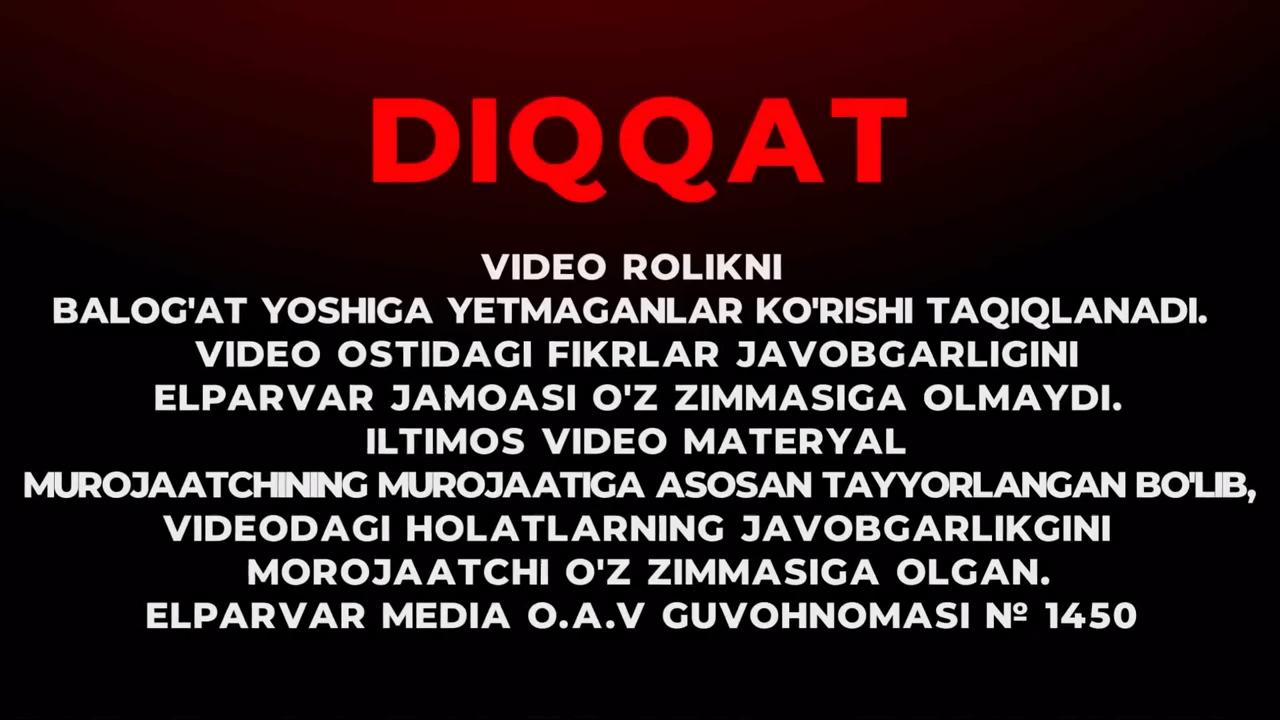 DIQQAT
VIDEO ROLIKNI
BALOG'AT YOSHIGA YETMAGANLAR KO'RISHI TAQIQLANADI.
VIDEO OSTIDAGI FIKRLAR JAVOBGARLIGINI
ELPARVAR JAMOASI O'Z ZIMMASIGA OLMAYDI.
ILTIMOS VIDEO MATERYAL
MUROJAATCHINING MUROJAATIGA ASOSAN TAYYORLANGAN BO'LIB,
VIDEODAGI HOLATLARNING JAVOBGARLIKGINI
MOROJAATCHI O'Z ZIMMASIGA OLGAN.
ELPARVAR MEDIA O.A.V GUVOHNOMASI № 1450